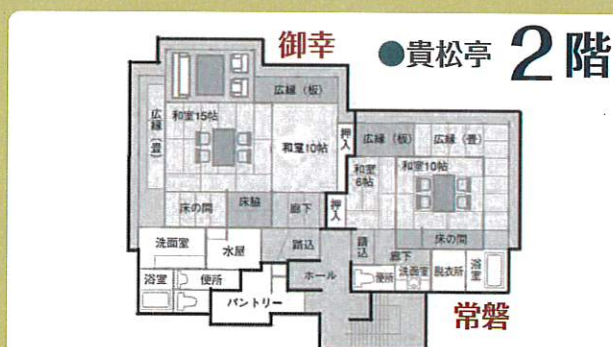 御幸
●貴松亭 2階
広縁(板)
広縁(畳)
和室15帖
和室10帖
押入
広縁(板)
広縁(畳)
和室6帖
和室10帖
床の間
床脇
廊下
押入
洗面室
水屋
踏込
踏込
廊下
床の間
浴室
便所
ホール
便所
洗面室
脱衣所
浴室
パントリー
常磐